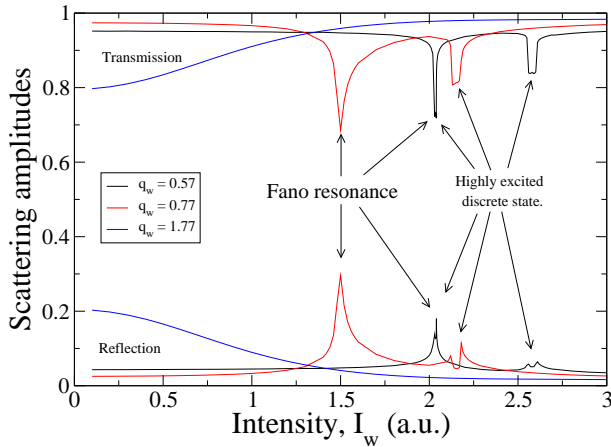 1
0.8
0.6
0.4
0.2
0
Scattering amplitudes
Transmission
q_w = 0.57
q_w = 0.77
q_w = 1.77
Fano resonance
Highly excited
discrete state.
Reflection
0 0.5 1 1.5 2 2.5 3
Intensity, I_w (a.u.)